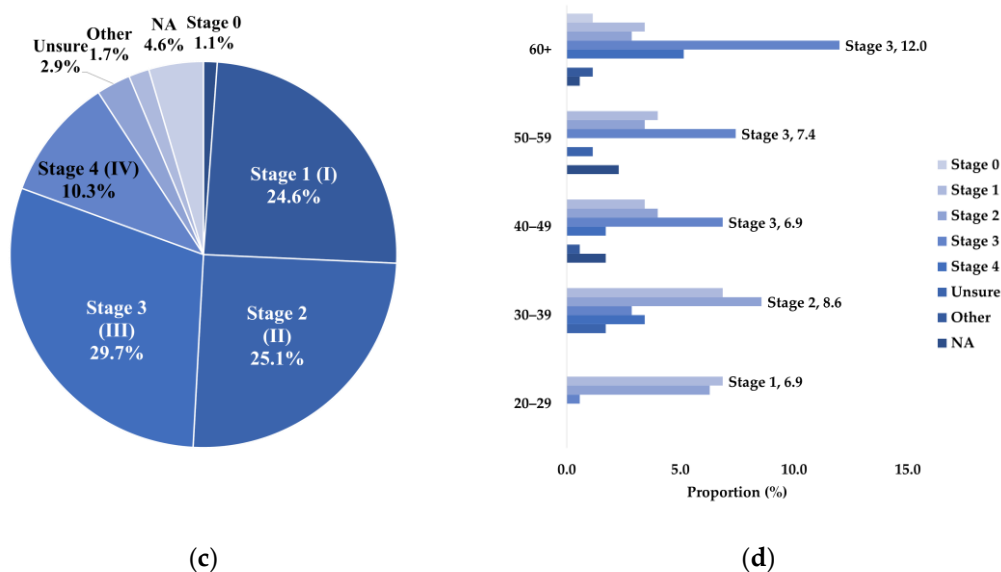 NA
4.6%
Stage 0
1.1%
Other
1.7%
Unsure
2.9%
Stage 4 (IV)
10.3%
Stage 1 (I)
24.6%
Stage 3
(III)
29.7%
Stage 2
(II)
25.1%
(c)
60+
Stage 3, 12.0
50–59
Stage 3, 7.4
40–49
Stage 3, 6.9
30–39
Stage 2, 8.6
20–29
Stage 1, 6.9
0.0
5.0
10.0
15.0
Proportion (%)
Stage 0
Stage 1
Stage 2
Stage 3
Stage 4
Unsure
Other
NA
(d)